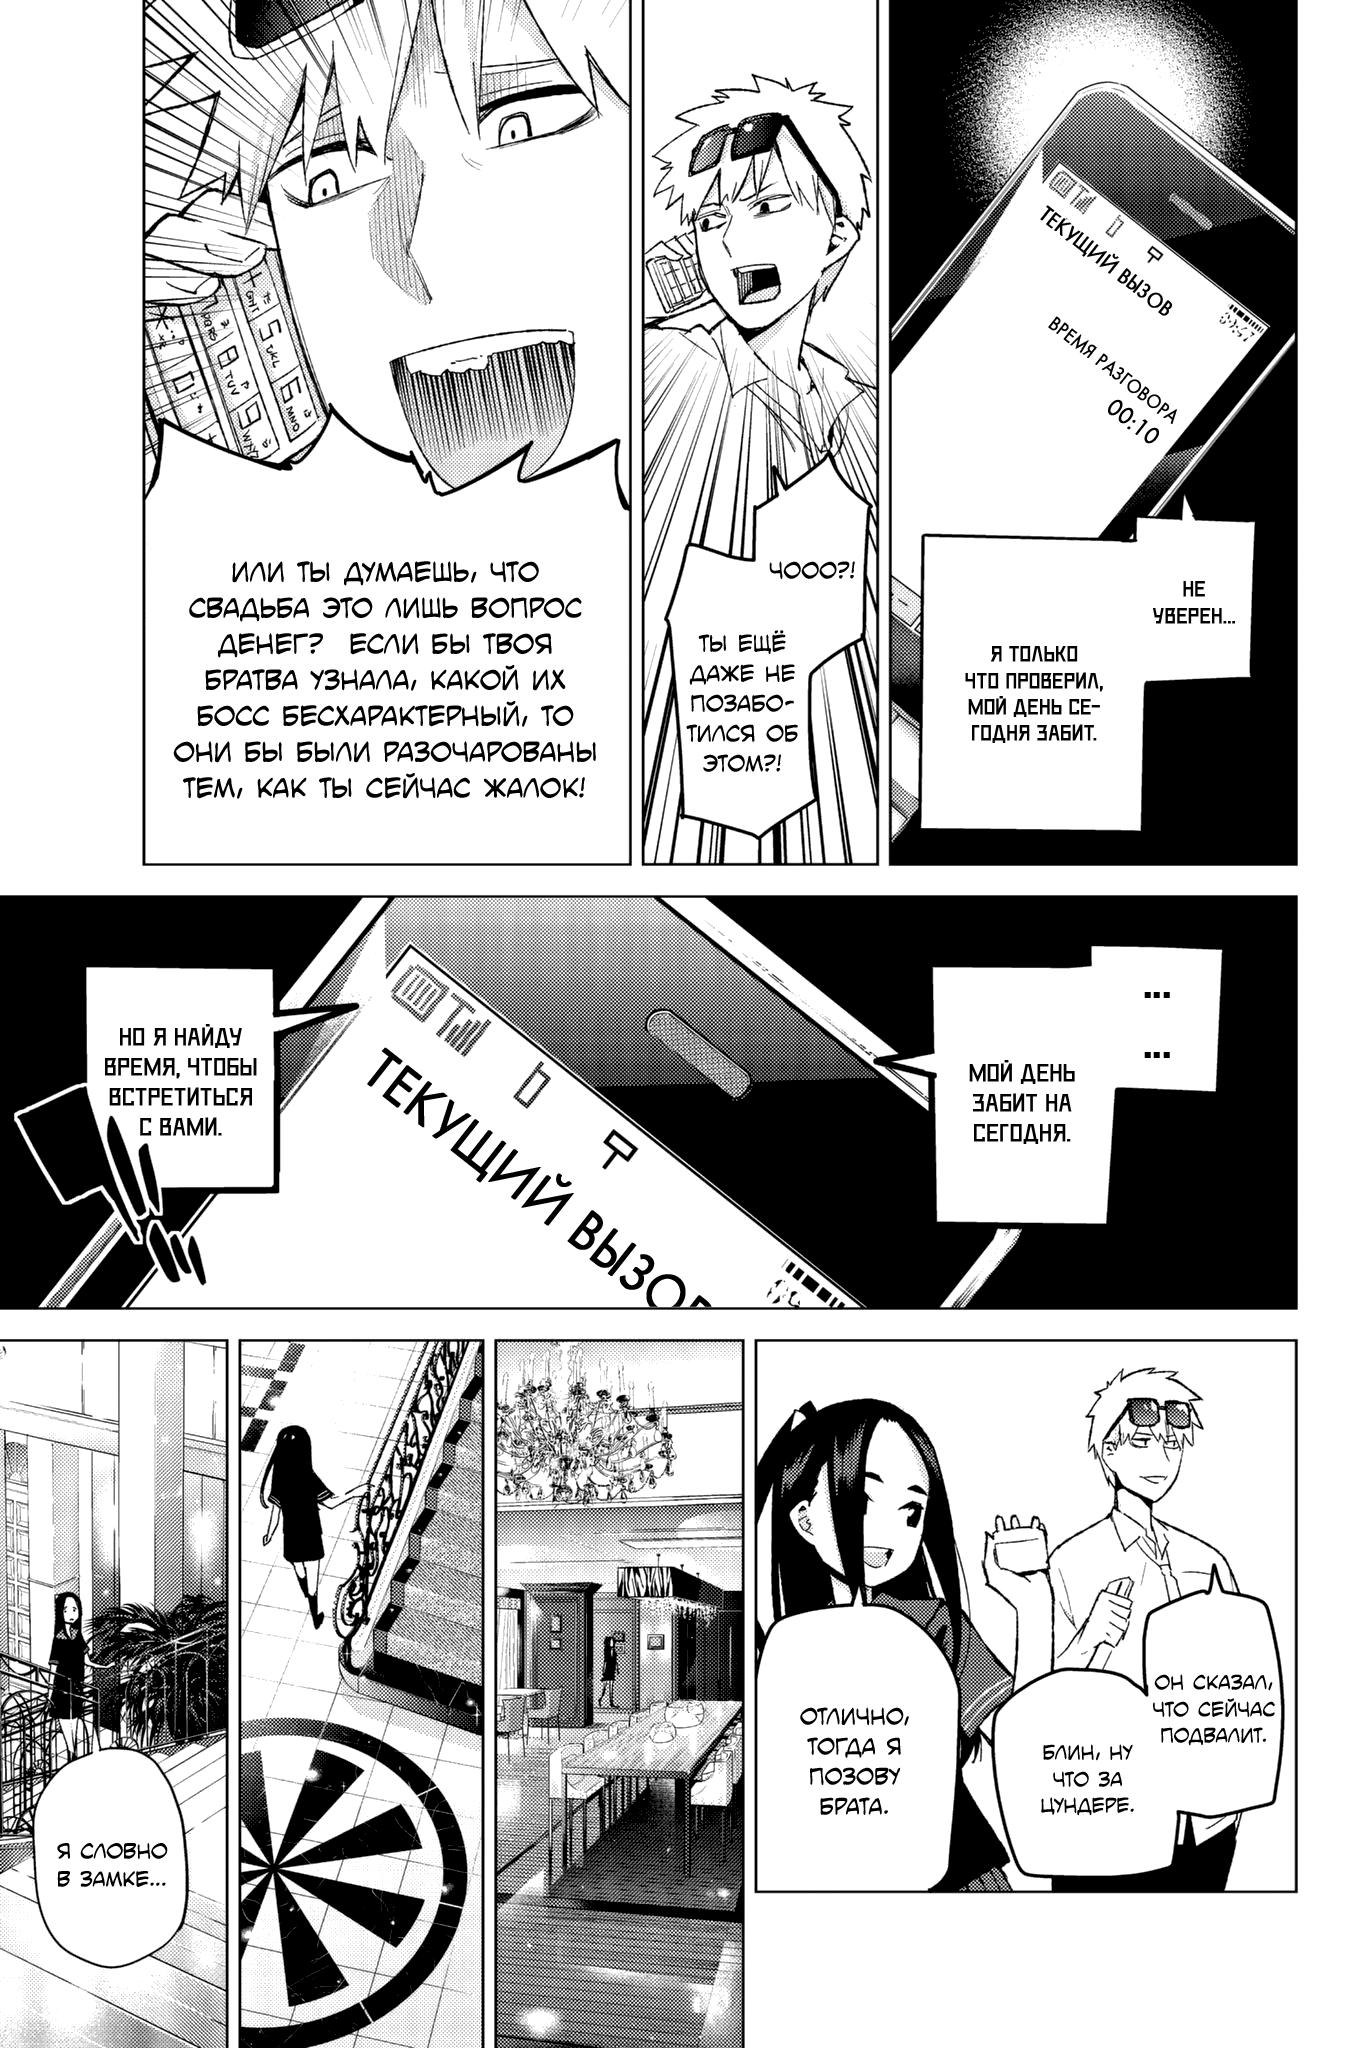 ТЕКУЩИЙ ВЫЗОВ
ВРЕМЯ РАЗГОВОРА
00:10
НЕ
УВЕРЕН...
Я ТОЛЬКО
ЧТО ПРОВЕРИЛ,
МОЙ ДЕНЬ СЕ-
ГОДНЯ ЗАБИТ.
ЧООО?!
ТЫ ЕЩЁ
ДАЖЕ НЕ
ПОЗАБО-
ТИЛСЯ ОБ
ЭТОМ?!
ИЛИ ТЫ ДУМАЕШЬ, ЧТО
СВАДЬБА ЭТО ЛИШЬ ВОПРОС
ДЕНЕГ? ЕСЛИ БЫ ТВОЯ
БРАТВА УЗНАЛА, КАКОЙ ИХ
БОСС БЕСХАРАКТЕРНЫЙ, ТО
ОНИ БЫ БЫЛИ РАЗОЧАРОВАНЫ
ТЕМ, КАК ТЫ СЕЙЧАС ЖАЛОК!
...
...
МОЙ ДЕНЬ
ЗАБИТ НА
СЕГОДНЯ.
ТЕКУЩИЙ ВЫЗОВ
НО Я НАЙДУ
ВРЕМЯ, ЧТОБЫ
ВСТРЕТИТЬСЯ
С ВАМИ.
ОН СКАЗАЛ,
ЧТО СЕЙЧАС
ПОДВАЛИТ.
БЛИН, НУ
ЧТО ЗА
ЦУНДЕРЕ.
ОТЛИЧНО,
ТОГДА Я
ПОЗОВУ
БРАТА.
Я СЛОВНО
В ЗАМКЕ...